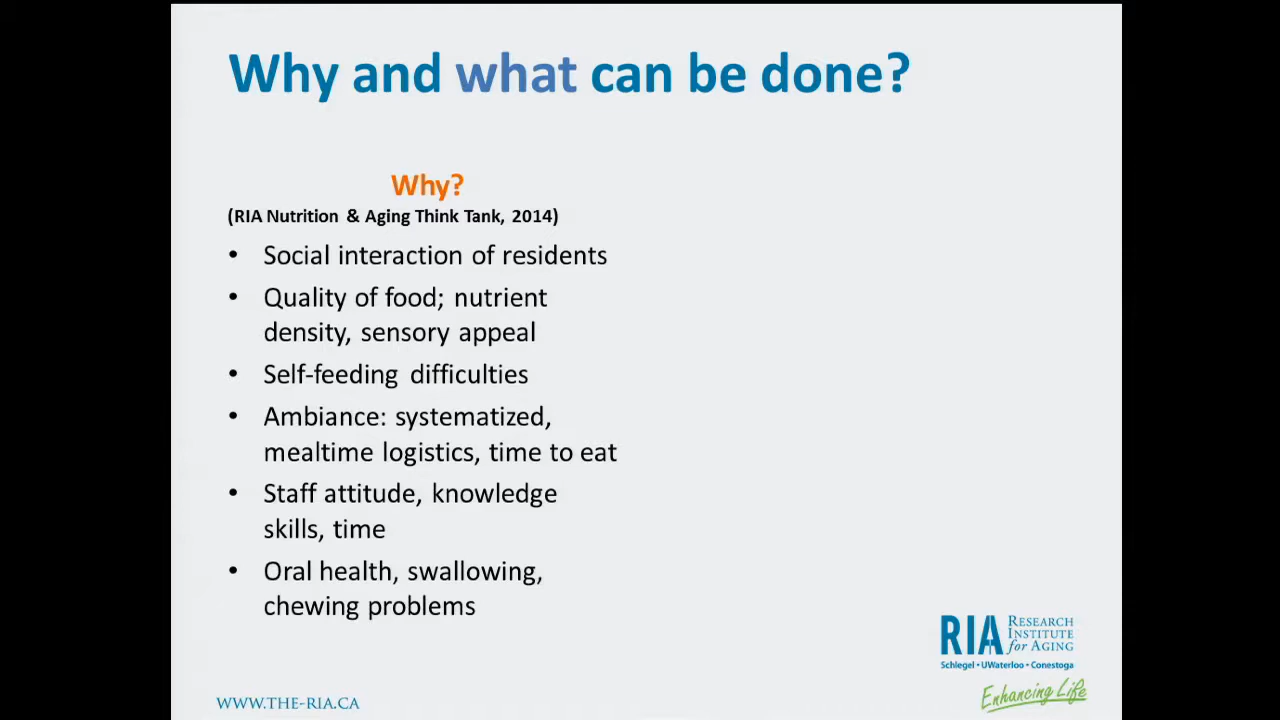 Why and what can be done?
Why?
(RIA Nutrition & Aging Think Tank, 2014)
• Social interaction of residents
• Quality of food; nutrient
density, sensory appeal
• Self-feeding difficulties
• Ambiance: systematized,
mealtime logistics, time to eat
• Staff attitude, knowledge
skills, time
• Oral health, swallowing,
chewing problems
RIA RESEARCH
INSTITUTE
for AGING
Schlegel • UWaterloo • Conestoga
Enhancing Life
WWW.THE-RIA.CA